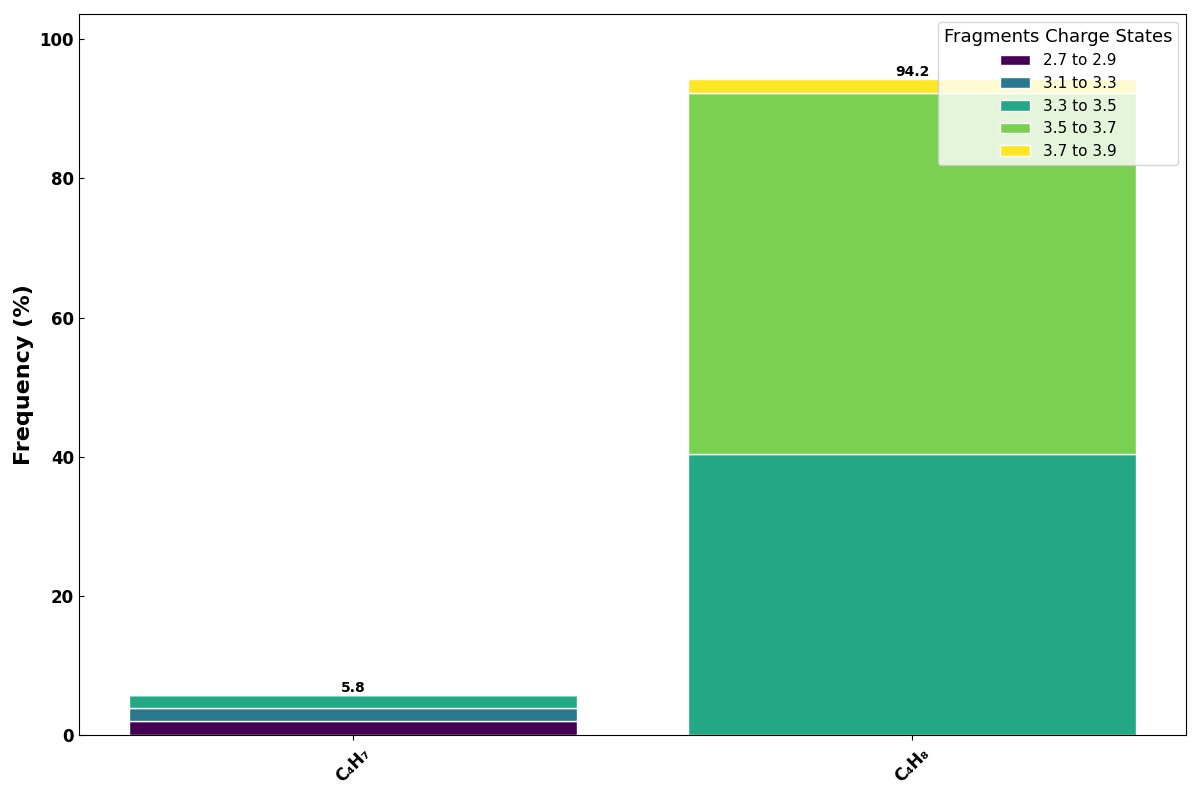 Fragments Charge States
2.7 to 2.9
3.1 to 3.3
3.3 to 3.5
3.5 to 3.7
3.7 to 3.9
Frequency (%)
100
80
60
40
20
0
5.8
94.2
C₄H₇
C₄H₈